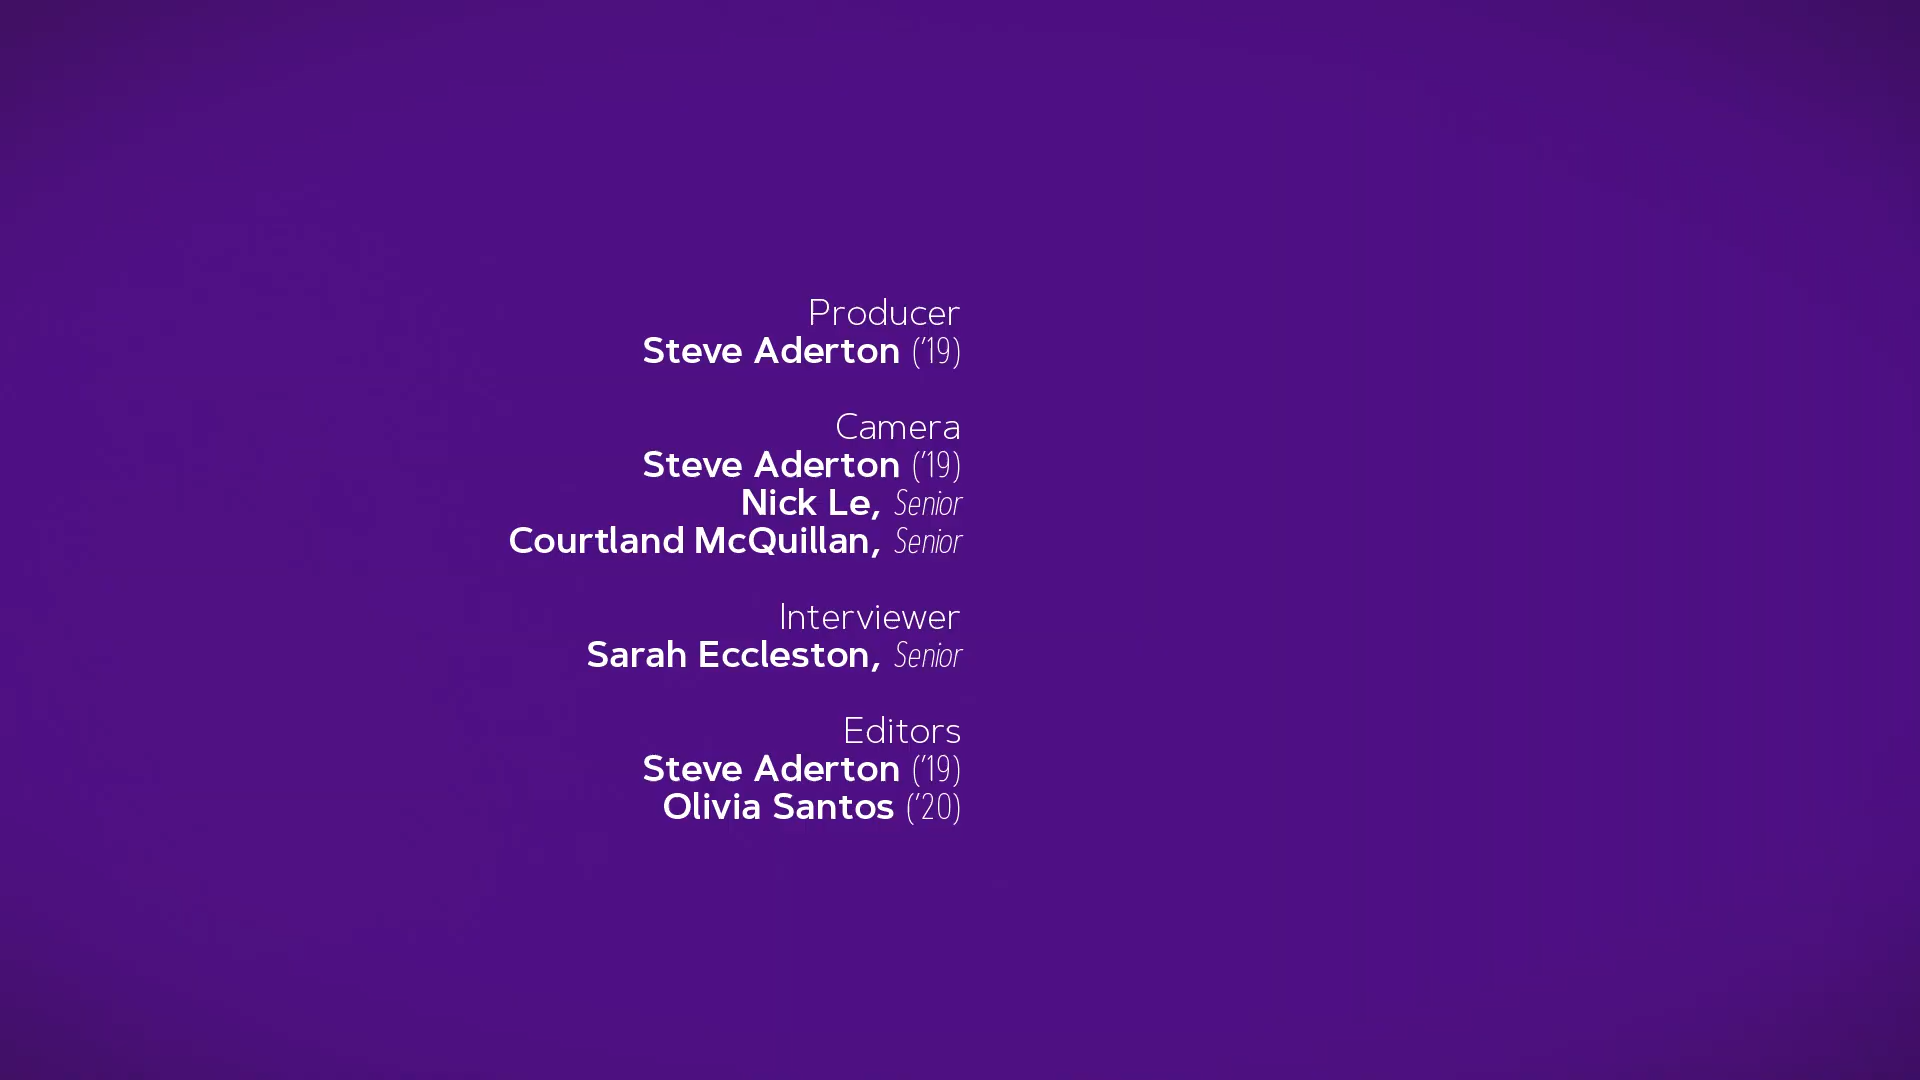 Producer
Steve Aderton ('19)
Camera
Steve Aderton ('19)
Nick Le, Senior
Courtland McQuillan, Senior
Interviewer
Sarah Eccleston, Senior
Editors
Steve Aderton ('19)
Olivia Santos ('20)